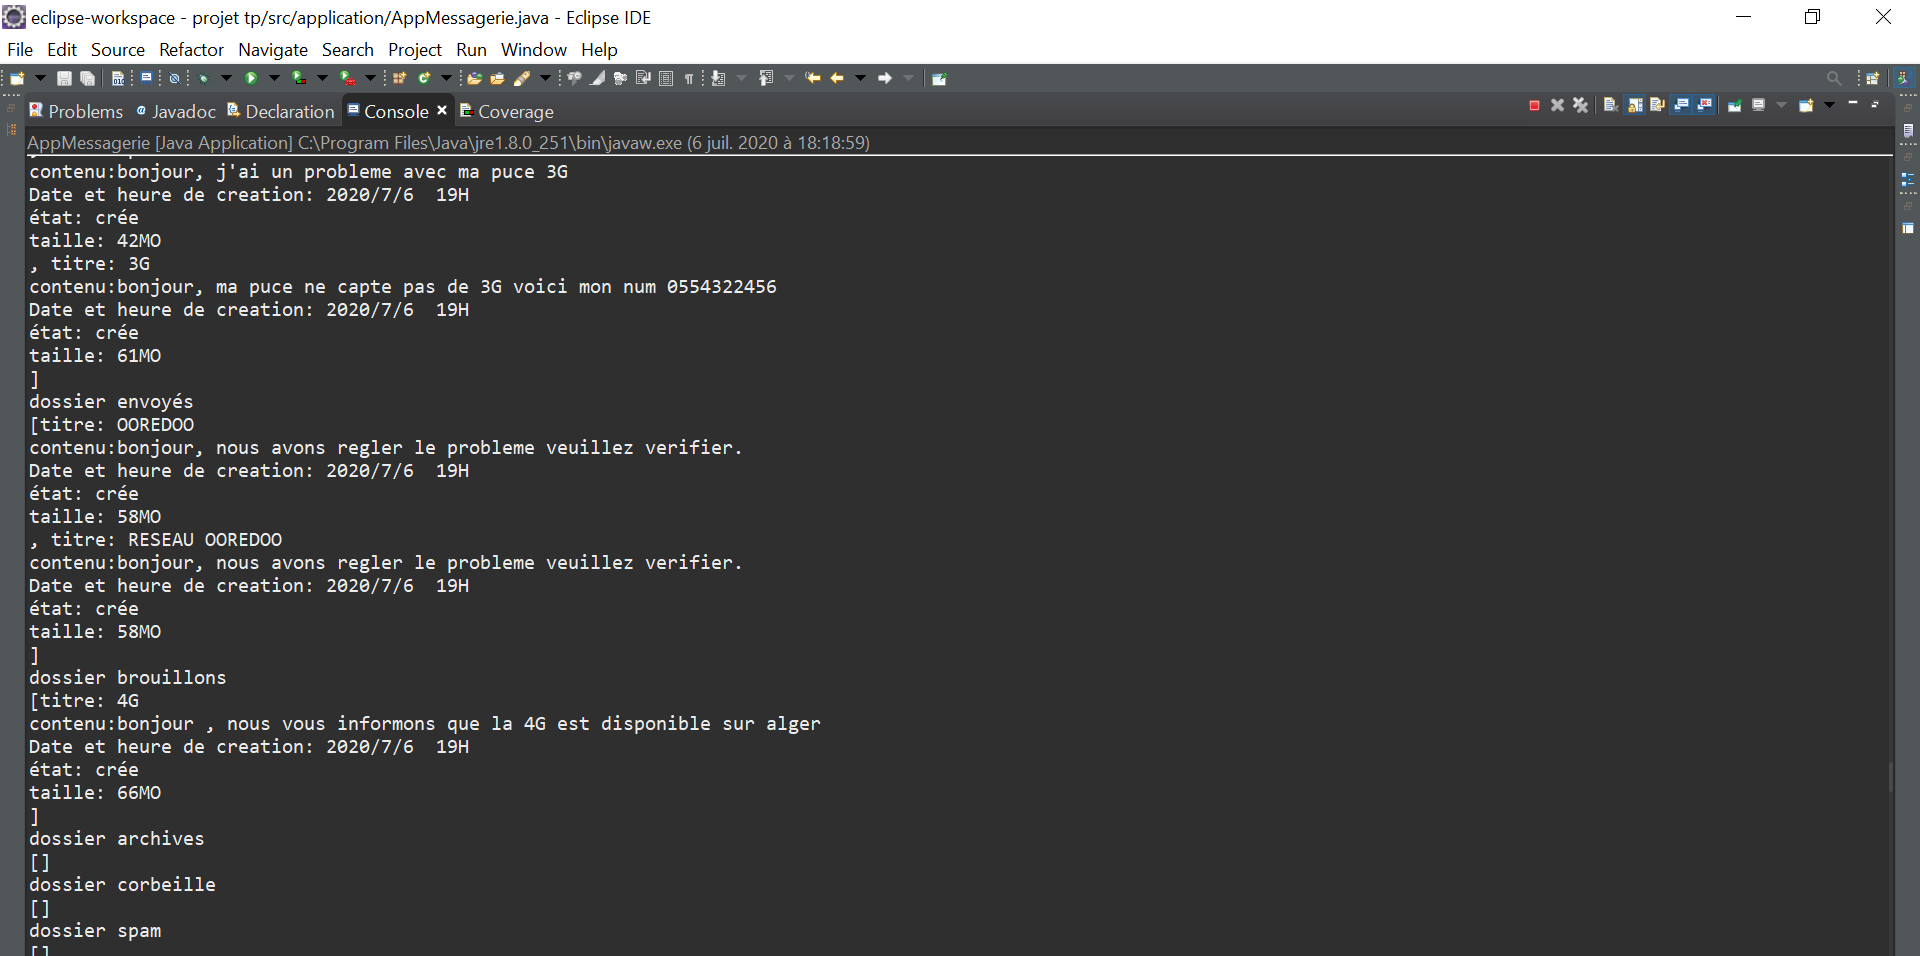 eclipse-workspace - projet tp/src/application/AppMessagerie.java - Eclipse IDE
File Edit Source Refactor Navigate Search Project Run Window Help
Problems Javadoc Declaration Console Coverage
AppMessagerie [Java Application] C:\Program Files\Java\jre1.8.0_251\bin\javaw.exe (6 juil. 2020 à 18:18:59)
contenu:bonjour, j'ai un probleme avec ma puce 3G
Date et heure de creation: 2020/7/6  19H
état: crée
taille: 42MO
, titre: 3G
contenu:bonjour, ma puce ne capte pas de 3G voici mon num 0554322456
Date et heure de creation: 2020/7/6  19H
état: crée
taille: 61MO
]
dossier envoyés
[titre: OOREDOO
contenu:bonjour, nous avons regler le probleme veuillez verifier.
Date et heure de creation: 2020/7/6  19H
état: crée
taille: 58MO
, titre: RESEAU OOREDOO
contenu:bonjour, nous avons regler le probleme veuillez verifier.
Date et heure de creation: 2020/7/6  19H
état: crée
taille: 58MO
]
dossier brouillons
[titre: 4G
contenu:bonjour , nous vous informons que la 4G est disponible sur alger
Date et heure de creation: 2020/7/6  19H
état: crée
taille: 66MO
]
dossier archives
[]
dossier corbeille
[]
dossier spam
[]